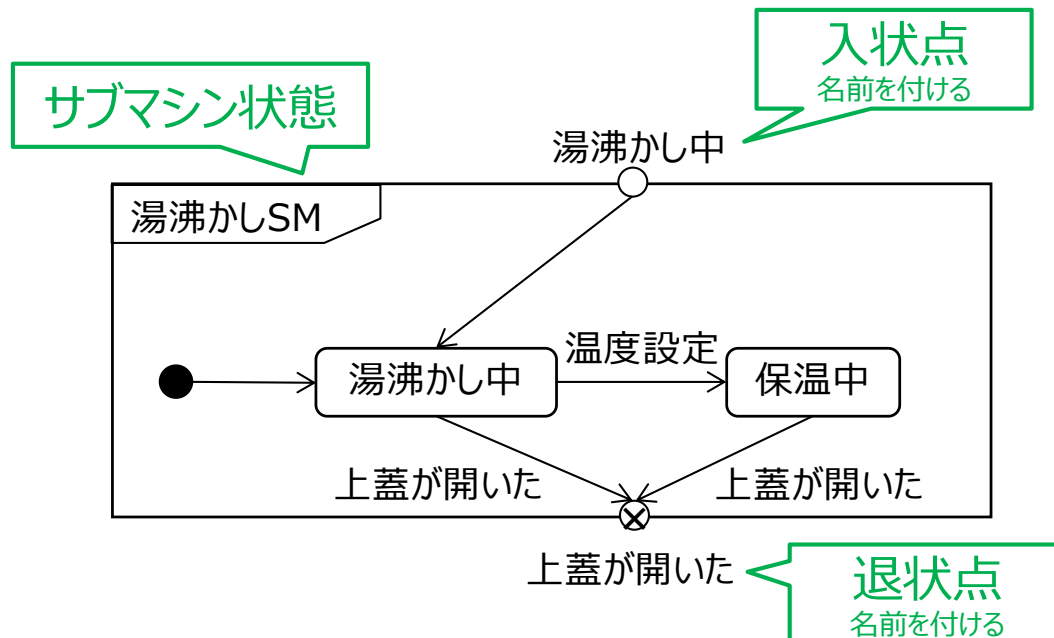 入状点
名前を付ける
サブマシン状態
湯沸かし中
湯沸かしSM
温度設定
湯沸かし中
保温中
上蓋が開いた
上蓋が開いた
上蓋が開いた
退状点
名前を付ける